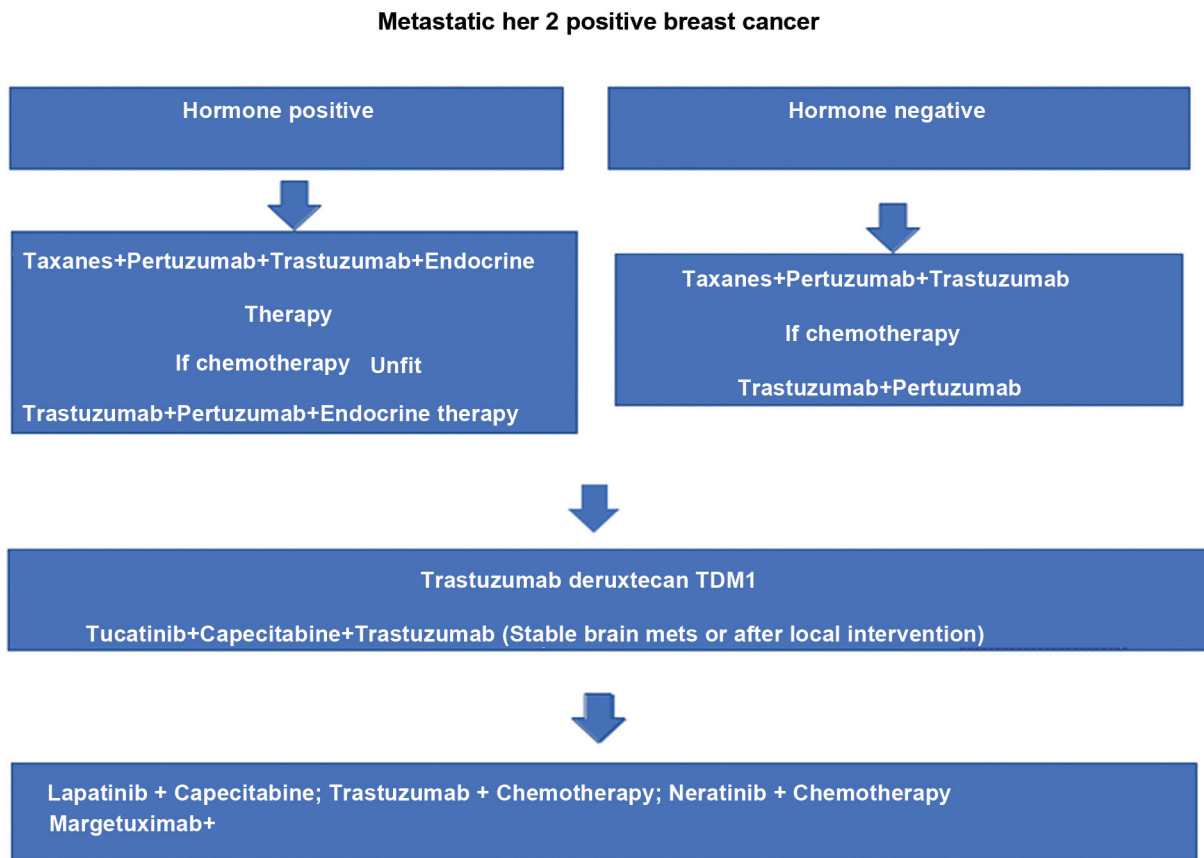 Metastatic her 2 positive breast cancer
Hormone positive
Hormone negative
Taxanes+Pertuzumab+Trastuzumab+Endocrine
Therapy
If chemotherapy Unfit
Trastuzumab+Pertuzumab+Endocrine therapy
Taxanes+Pertuzumab+Trastuzumab
If chemotherapy
Trastuzumab+Pertuzumab
Trastuzumab deruxtecan TDM1
Tucatinib+Capecitabine+Trastuzumab (Stable brain mets or after local intervention)
Lapatinib + Capecitabine; Trastuzumab + Chemotherapy; Neratinib + Chemotherapy
Margetuximab+